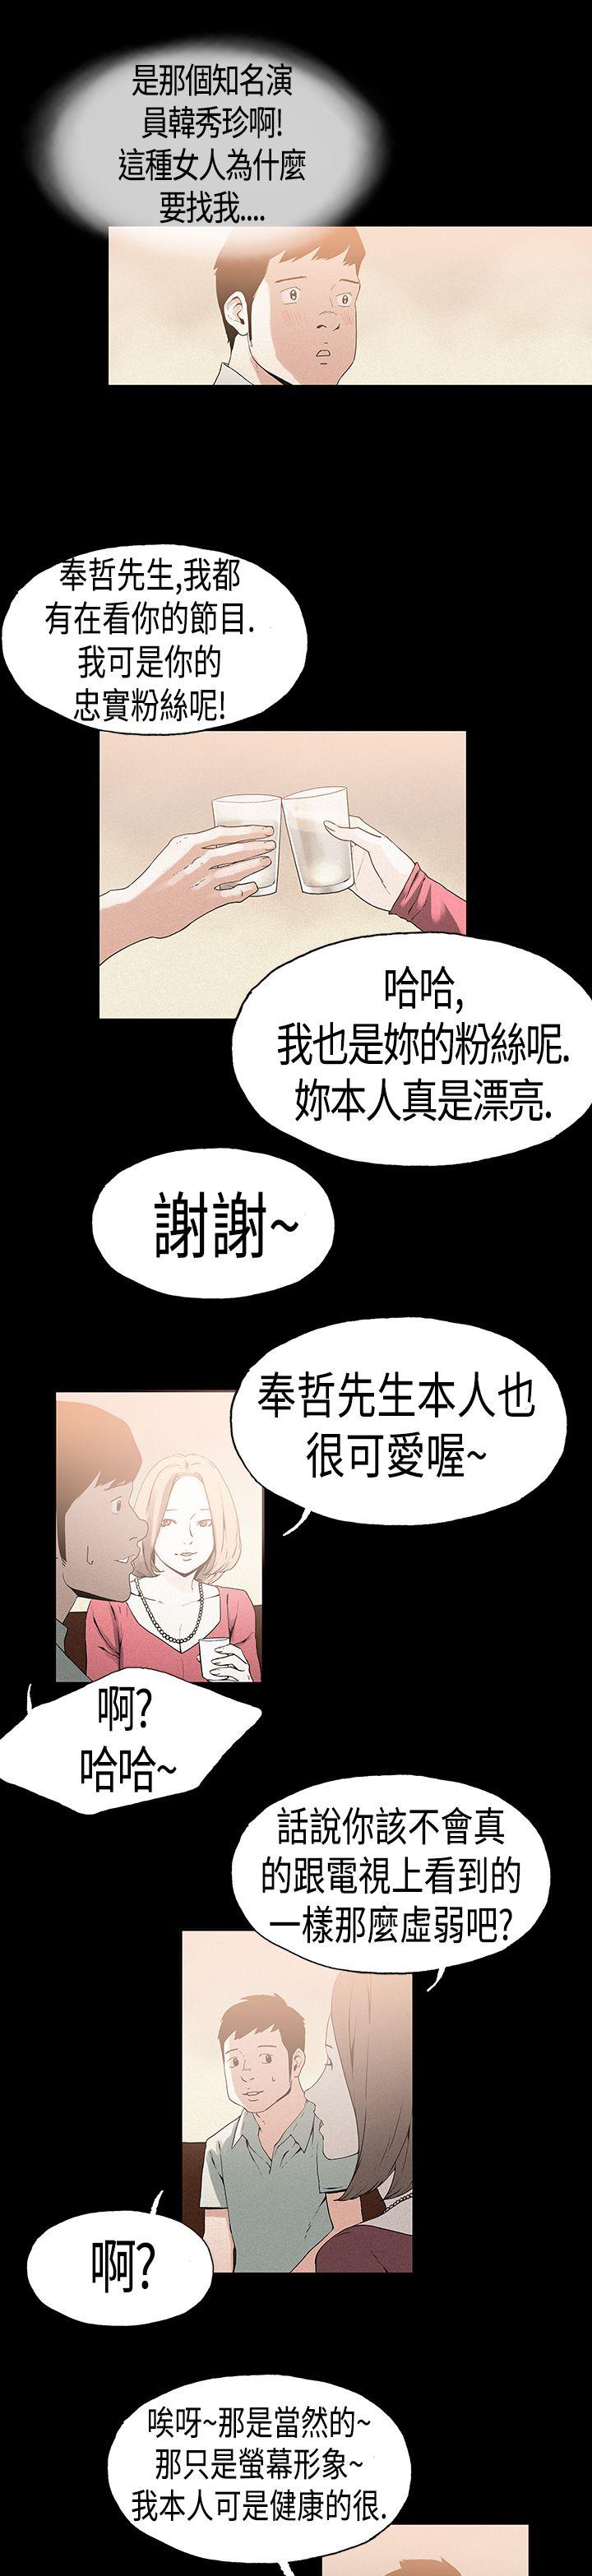 是那個知名演
員韓秀珍啊!
這種女人為什麼
要找我....
奉哲先生,我都
有在看你的節目.
我可是你的
忠實粉絲呢!
哈哈,
我也是妳的粉絲呢.
妳本人真是漂亮.
謝謝~
奉哲先生本人也
很可愛喔~
啊?
哈哈~
話說你該不會真
的跟電視上看到的
一樣那麼虛弱吧?
啊?
唉呀~那是當然的~
那只是螢幕形象~
我本人可是健康的很.